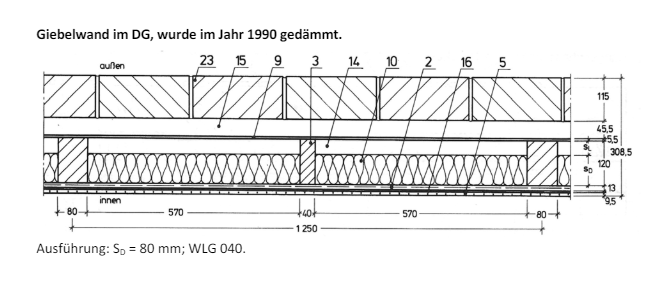 Giebelwand im DG, wurde im Jahr 1990 gedämmt.
außen
23 15 9 3 14 10 2 16 5
115
45,5
5,5
sL
308,5
120
sD
13
9,5
innen
80 570 40 570 80
1 250
Ausführung: SD = 80 mm; WLG 040.